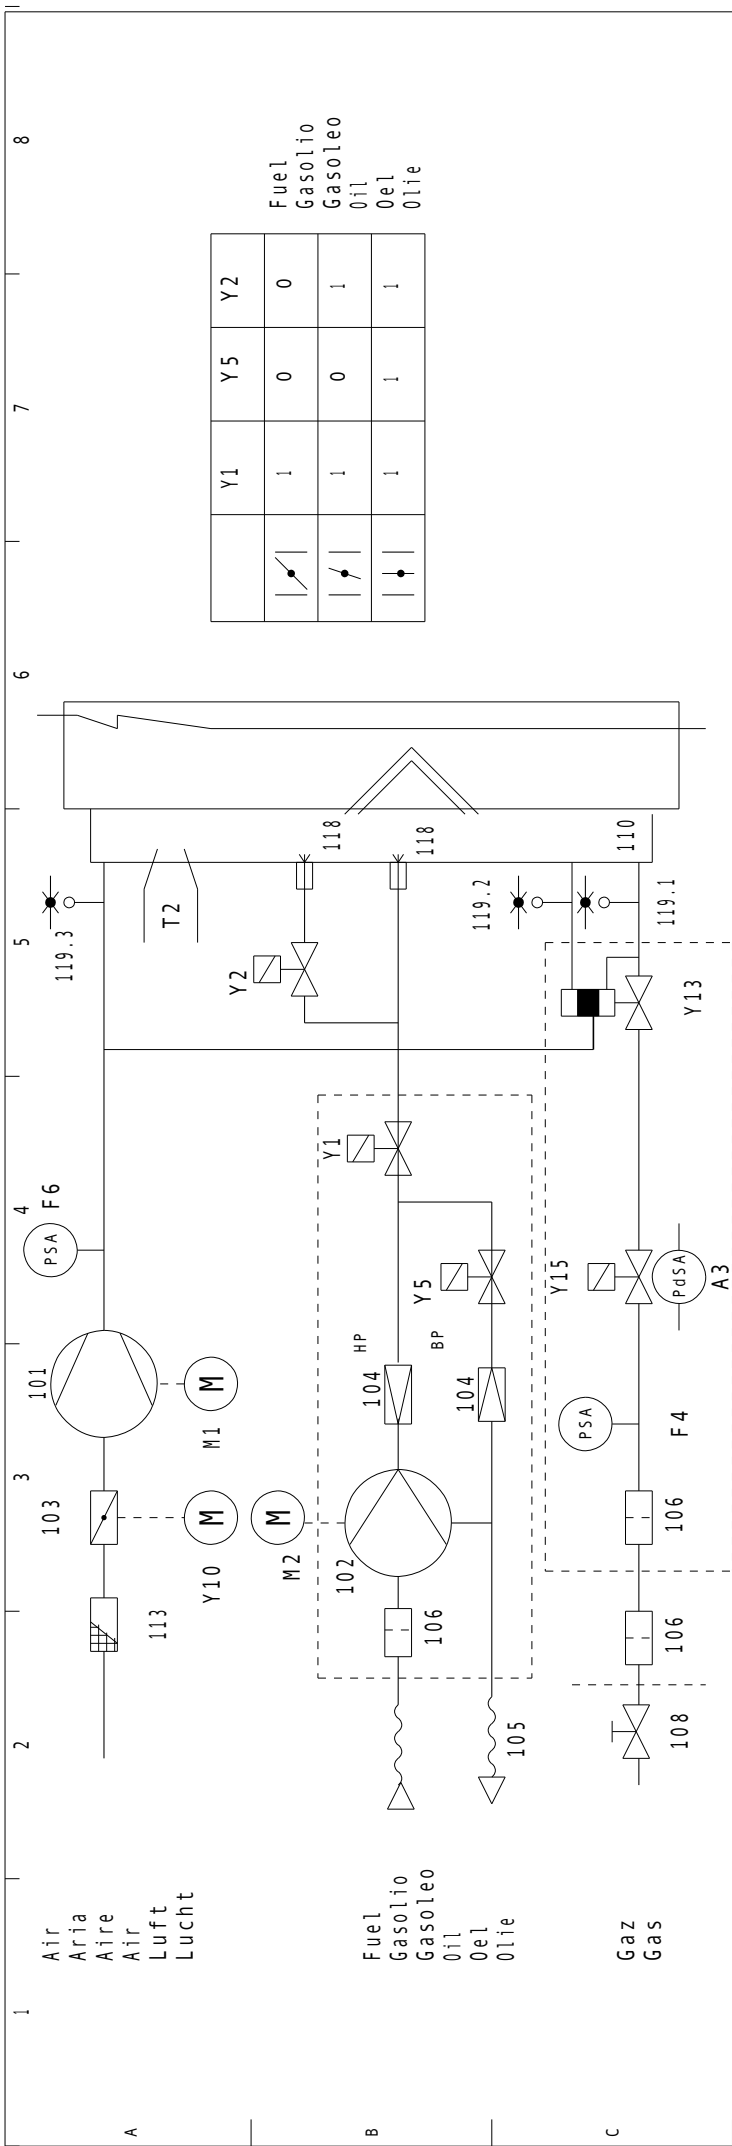 1
2
3
4
5
6
7
8
A
B
C
Air
Aria
Aire
Air
Luft
Lucht
113
103
Y10
M
101
M1
M
PSA
F6
119.3
T2
Fuel
Gasolio
Gasoleo
Oil
Oel
Olie
105
106
102
M2
M
104
HP
104
BP
Y5
Y1
Y2
118
118
Gaz
Gas
108
106
106
PSA
F4
Y15
PdSA
A3
Y13
119.2
119.1
110
Y1 Y5 Y2
1 0 0
1 0 1
1 1 1
Fuel
Gasolio
Gasoleo
Oil
Oel
Olie